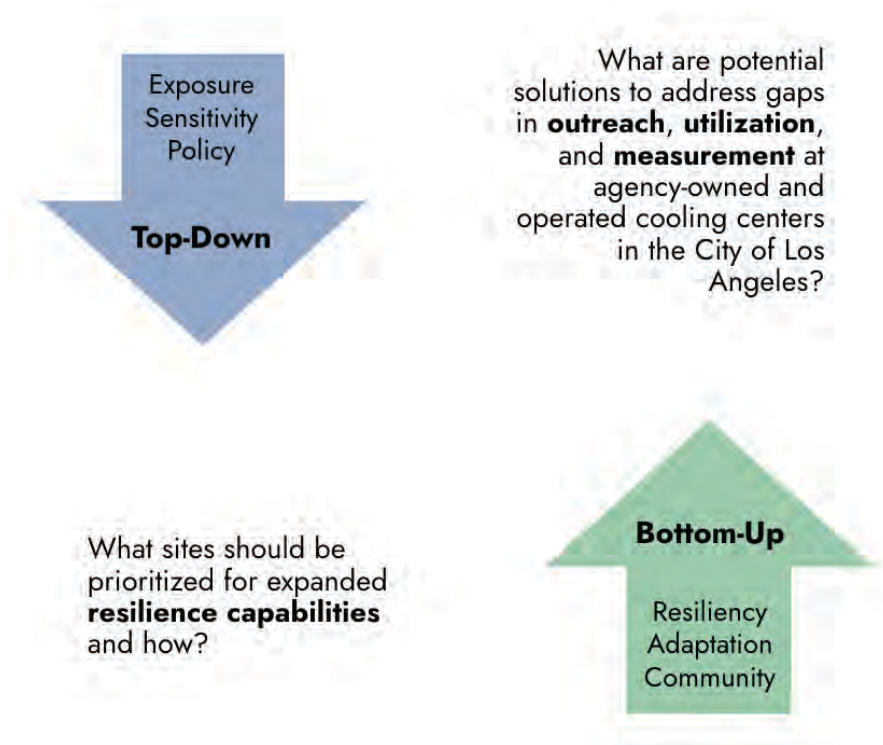 Exposure
Sensitivity
Policy
Top-Down
What are potential
solutions to address gaps
in outreach, utilization,
and measurement at
agency-owned and
operated cooling centers
in the City of Los
Angeles?
What sites should be
prioritized for expanded
resilience capabilities
and how?
Bottom-Up
Resiliency
Adaptation
Community